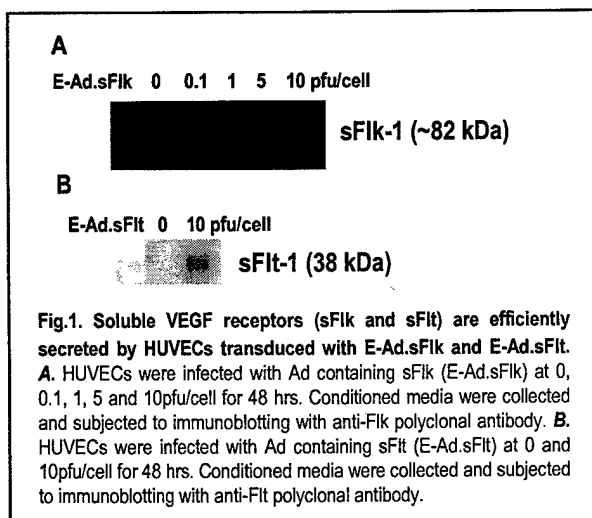 A
E-Ad.sFlk 0 0.1 1 5 10 pfu/cell
sFlk-1 (~82 kDa)
B
E-Ad.sFlt 0 10 pfu/cell
sFlt-1 (38 kDa)
Fig.1. Soluble VEGF receptors (sFlk and sFlt) are efficiently
secreted by HUVECs transduced with E-Ad.sFlk and E-Ad.sFlt.
A. HUVECs were infected with Ad containing sFlk (E-Ad.sFlk) at 0,
0.1, 1, 5 and 10pfu/cell for 48 hrs. Conditioned media were collected
and subjected to immunoblotting with anti-Flk polyclonal antibody. B.
HUVECs were infected with Ad containing sFlt (E-Ad.sFlt) at 0 and
10pfu/cell for 48 hrs. Conditioned media were collected and subjected
to immunoblotting with anti-Flt polyclonal antibody.